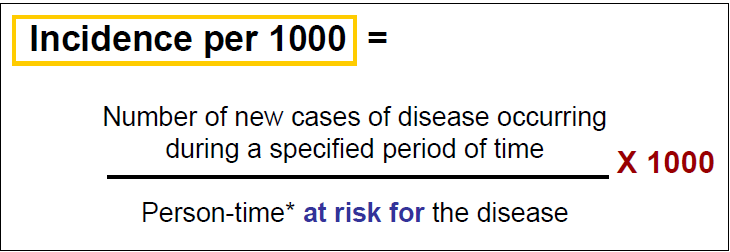 Incidence per 1000 =
Number of new cases of disease occurring
during a specified period of time
X 1000
Person-time* at risk for the disease